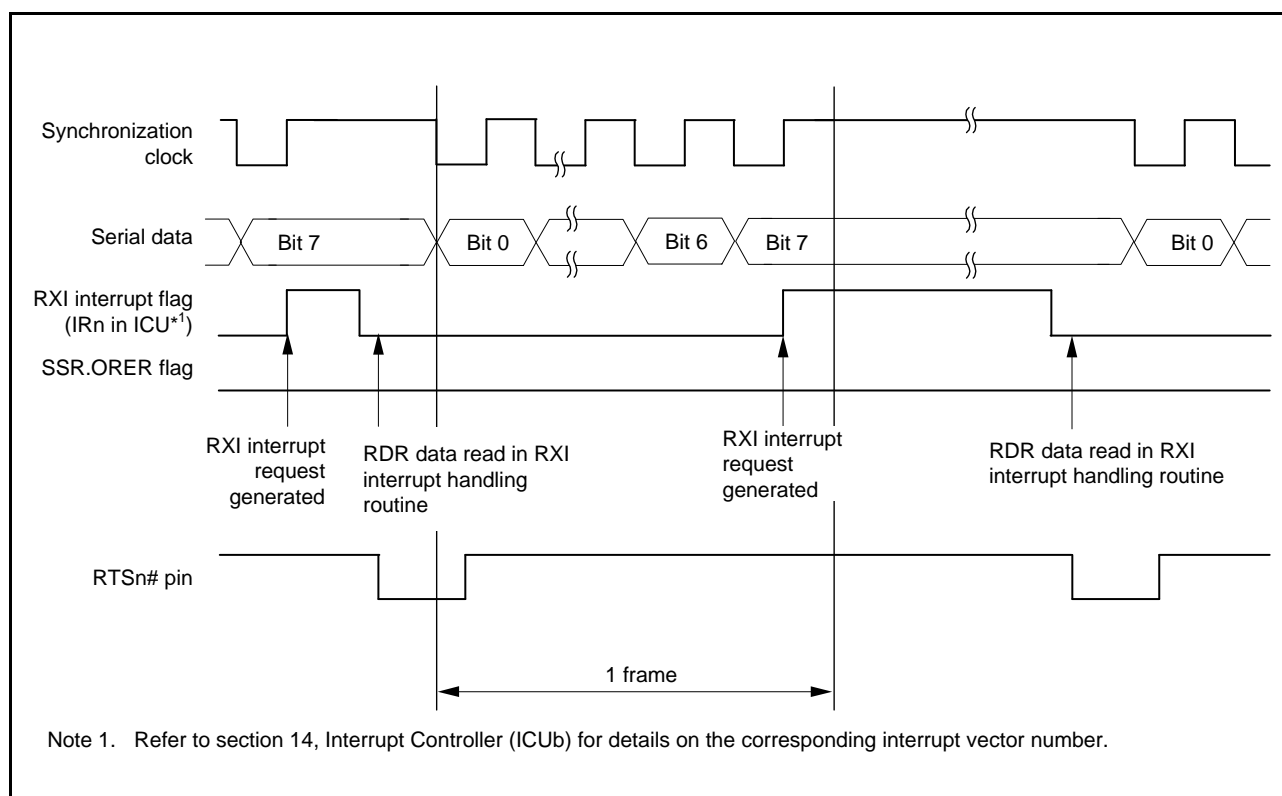 Synchronization
clock
Serial data
Bit 7
Bit 0
Bit 6
Bit 7
Bit 0
RXI interrupt flag
(IRn in ICU*1)
SSR.ORER flag
RXI interrupt
request
generated
RDR data read in RXI
interrupt handling
routine
RXI interrupt
request
generated
RDR data read in RXI
interrupt handling routine
RTSn# pin
1 frame
Note 1. Refer to section 14, Interrupt Controller (ICUb) for details on the corresponding interrupt vector number.